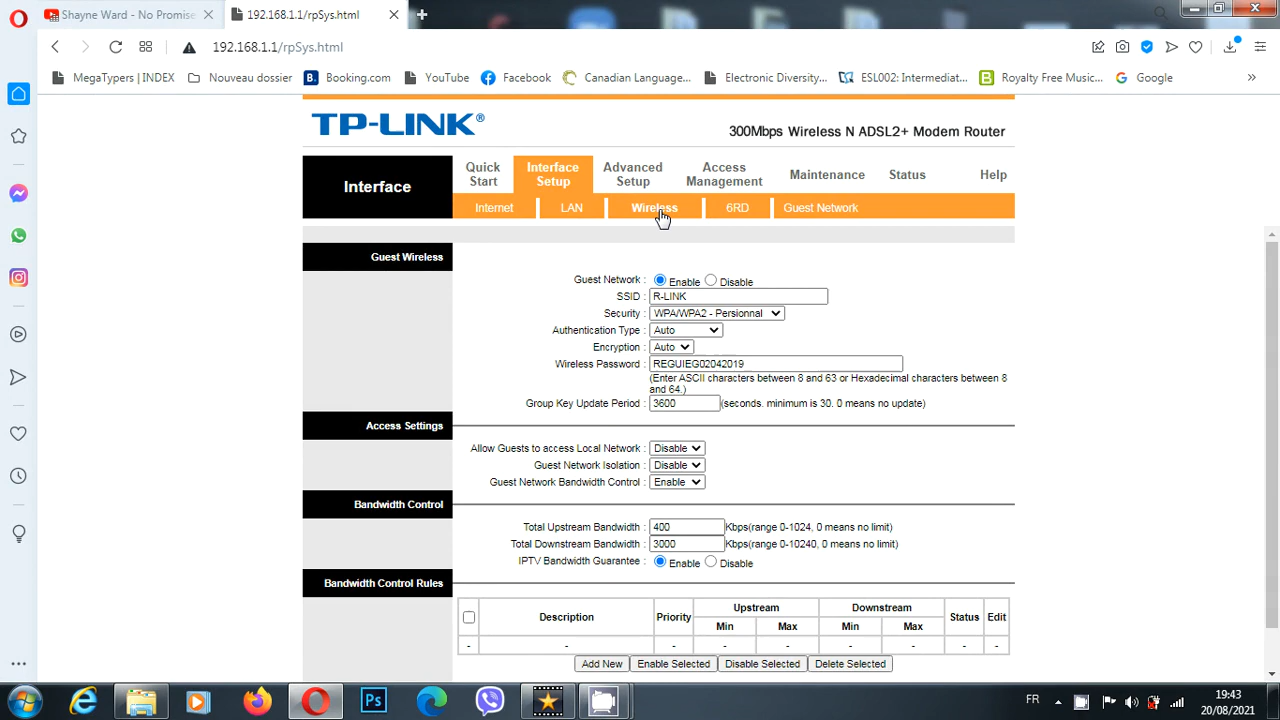 Shayne Ward - No Promise
192.168.1.1/rpSys.html
192.168.1.1/rpSys.html
MegaTypers | INDEX Nouveau dossier Booking.com YouTube Facebook Canadian Language... Electronic Diversity... ESL002: Intermediat... Royalty Free Music... Google »
TP-LINK®
300Mbps Wireless N ADSL2+ Modem Router
Interface
Quick Start
Interface Setup
Advanced Setup
Access Management
Maintenance
Status
Help
Internet LAN Wireless 6RD Guest Network
Guest Wireless
Guest Network : Enable Disable
SSID : R-LINK
Security : WPA/WPA2 - Persionnal
Authentication Type : Auto
Encryption : Auto
Wireless Password : REGUIEG02042019
(Enter ASCII characters between 8 and 63 or Hexadecimal characters between 8
and 64.)
Group Key Update Period : 3600 (seconds. minimum is 30. 0 means no update)
Access Settings
Allow Guests to access Local Network : Disable
Guest Network Isolation : Disable
Guest Network Bandwidth Control : Enable
Bandwidth Control
Total Upstream Bandwidth : 400 Kbps(range 0-1024, 0 means no limit)
Total Downstream Bandwidth : 3000 Kbps(range 0-10240, 0 means no limit)
IPTV Bandwidth Guarantee : Enable Disable
Bandwidth Control Rules
Description Priority Upstream Downstream Status Edit
Min Max Min Max
- - - - - - - - -
Add New Enable Selected Disable Selected Delete Selected
FR 19:43
20/08/2021